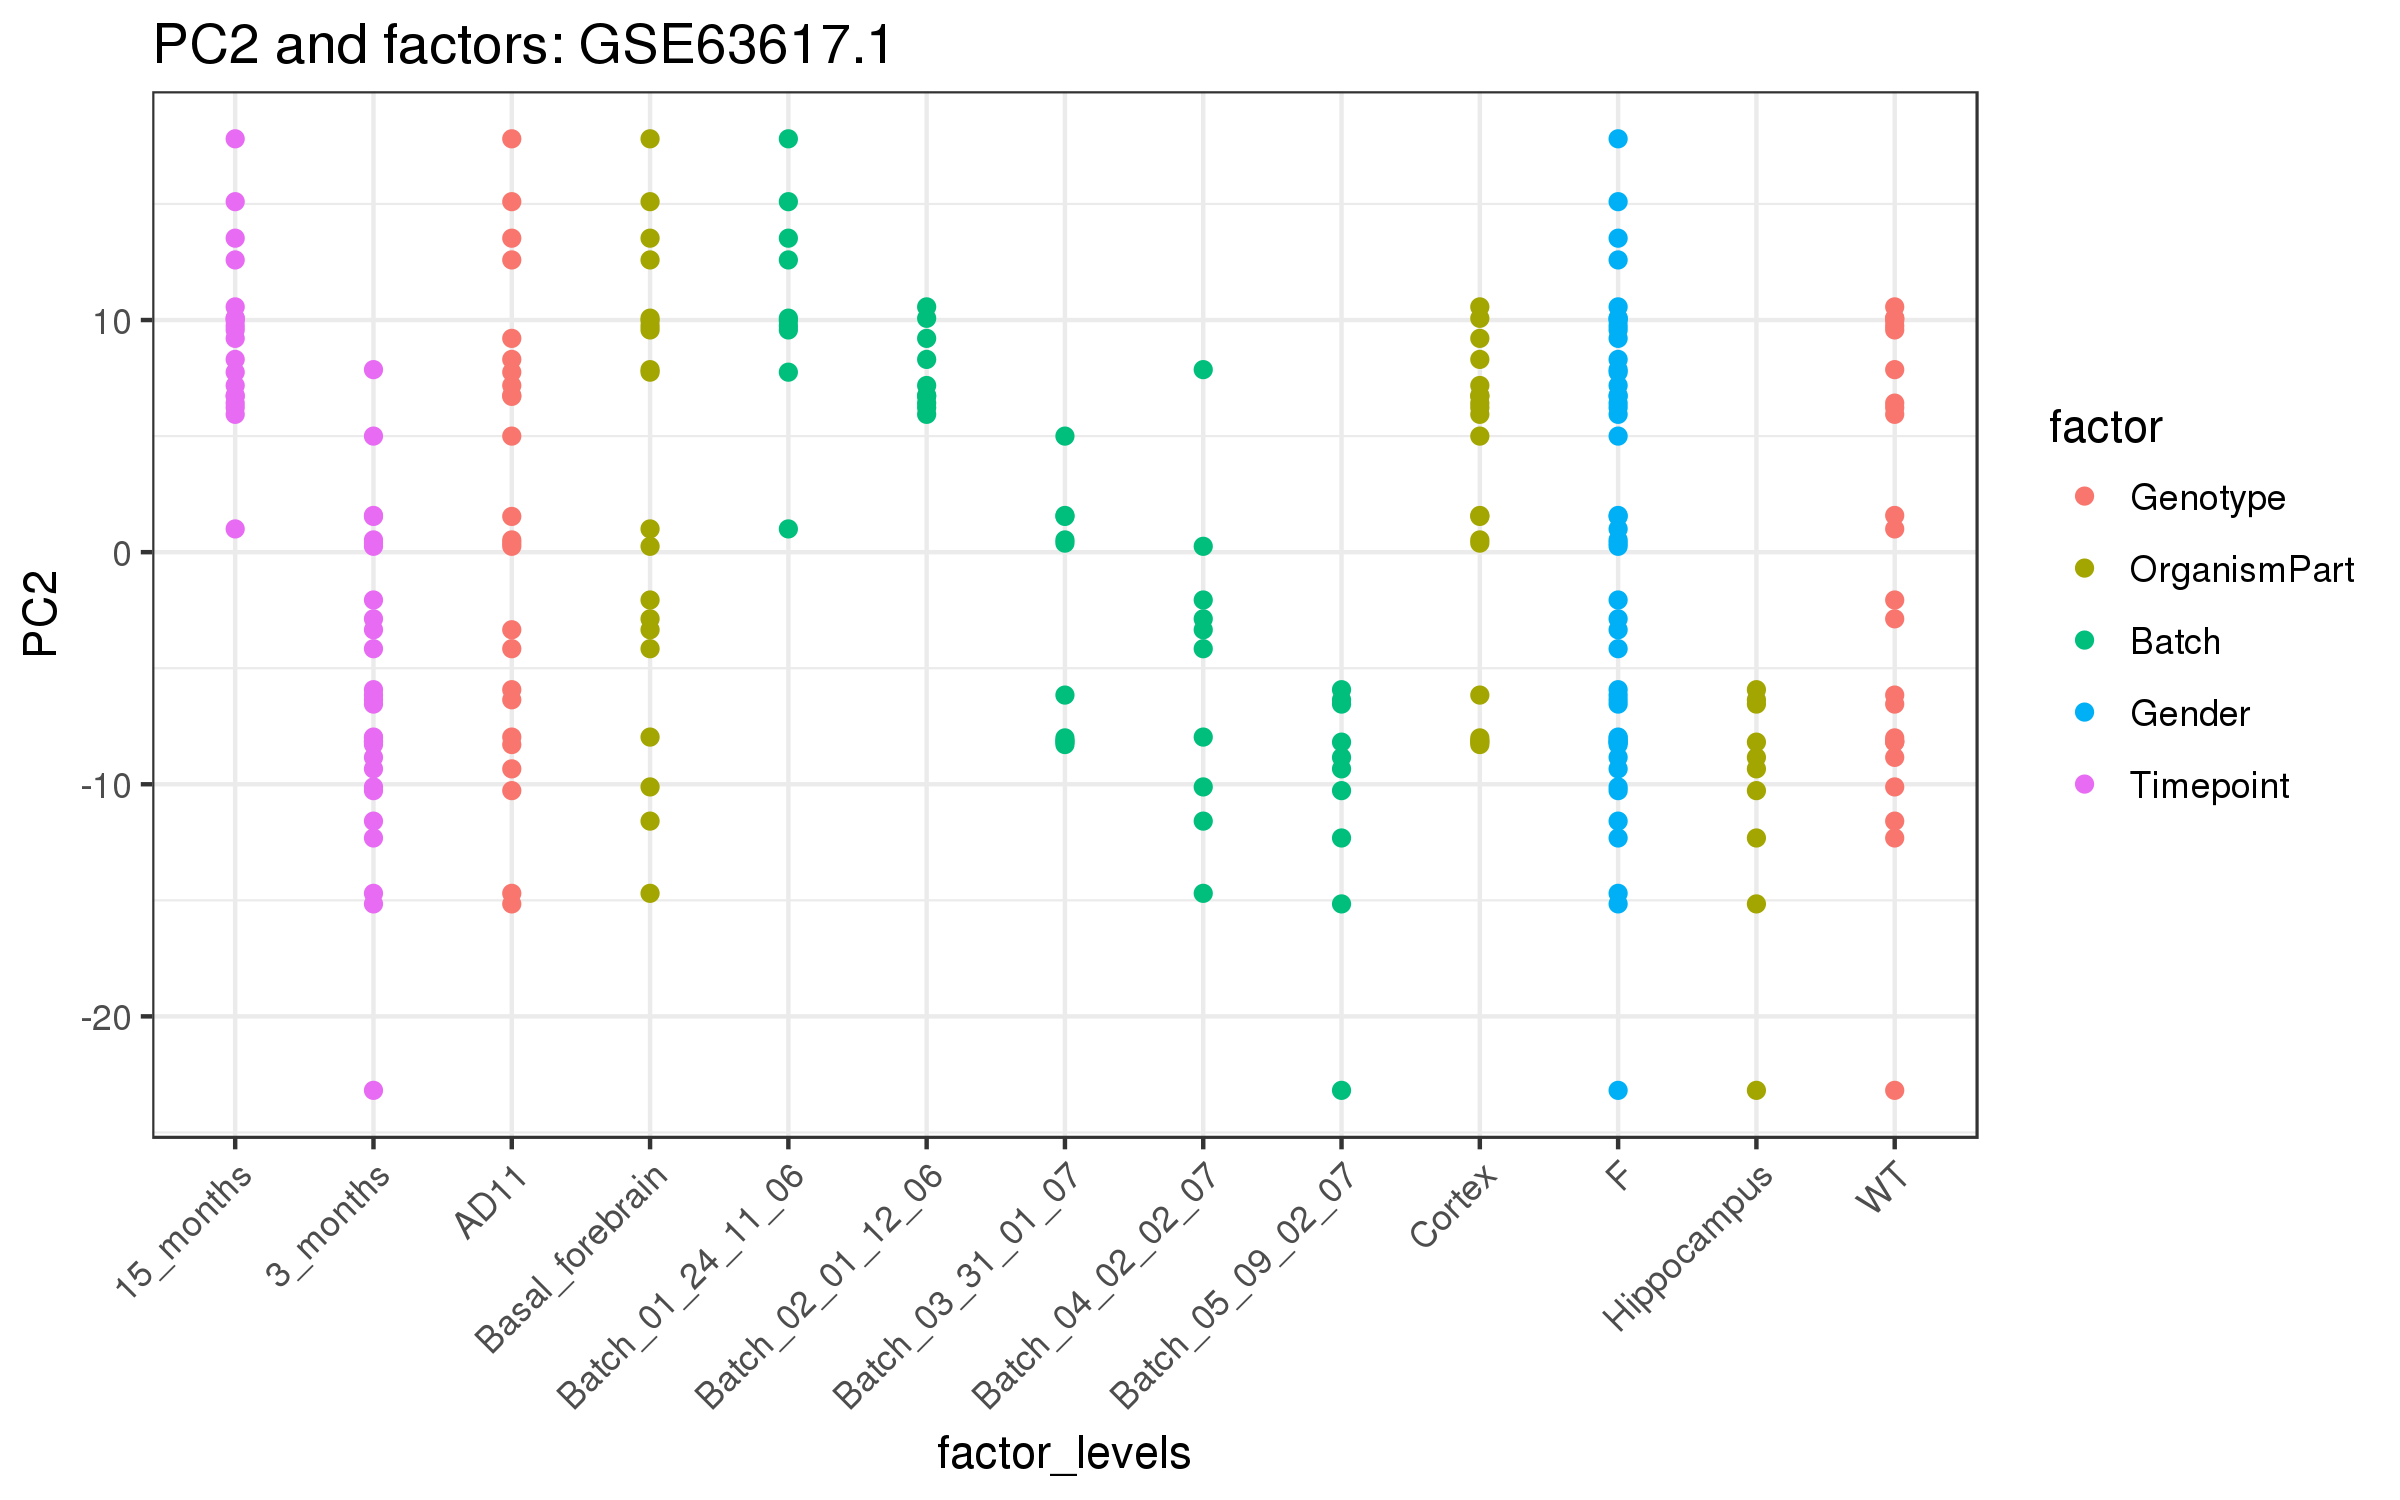 PC2 and factors: GSE63617.1
PC2
10
0
-10
-20
15_months
3_months
AD11
Basal_forebrain
Batch_01_24_11_06
Batch_02_01_12_06
Batch_03_31_01_07
Batch_04_02_02_07
Batch_05_09_02_07
Cortex
F
Hippocampus
WT
factor_levels
factor
Genotype
OrganismPart
Batch
Gender
Timepoint